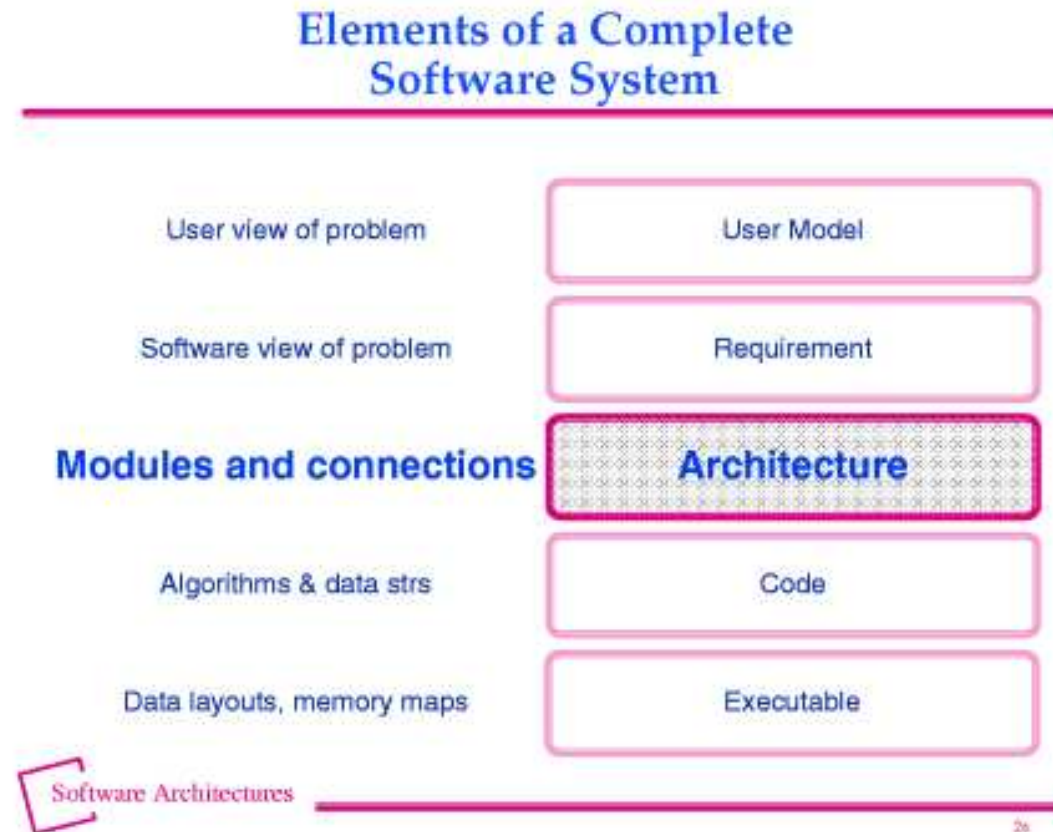 Elements of a Complete
Software System
User view of problem
User Model
Software view of problem
Requirement
Modules and connections
Architecture
Algorithms & data strs
Code
Data layouts, memory maps
Executable
Software Architectures